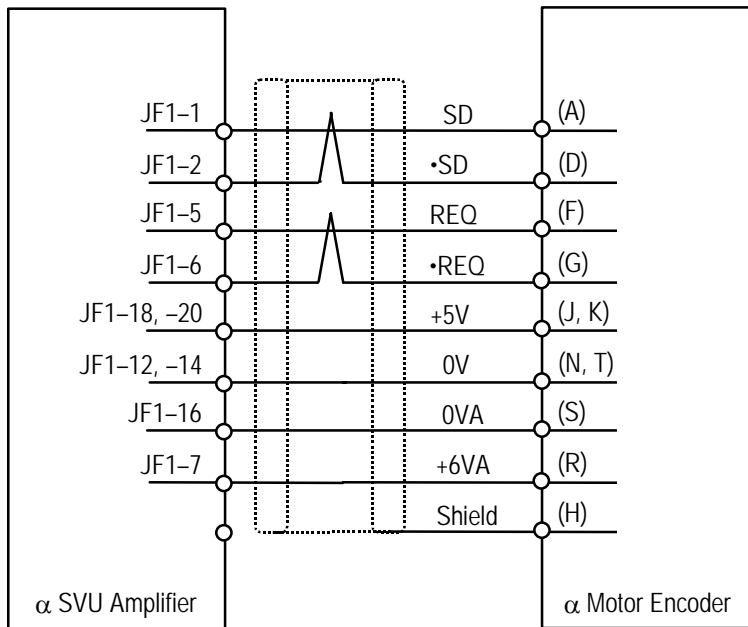 JF1–1 SD (A)
JF1–2 •SD (D)
JF1–5 REQ (F)
JF1–6 •REQ (G)
JF1–18, –20 +5V (J, K)
JF1–12, –14 0V (N, T)
JF1–16 0VA (S)
JF1–7 +6VA (R)
Shield (H)
α SVU Amplifier α Motor Encoder